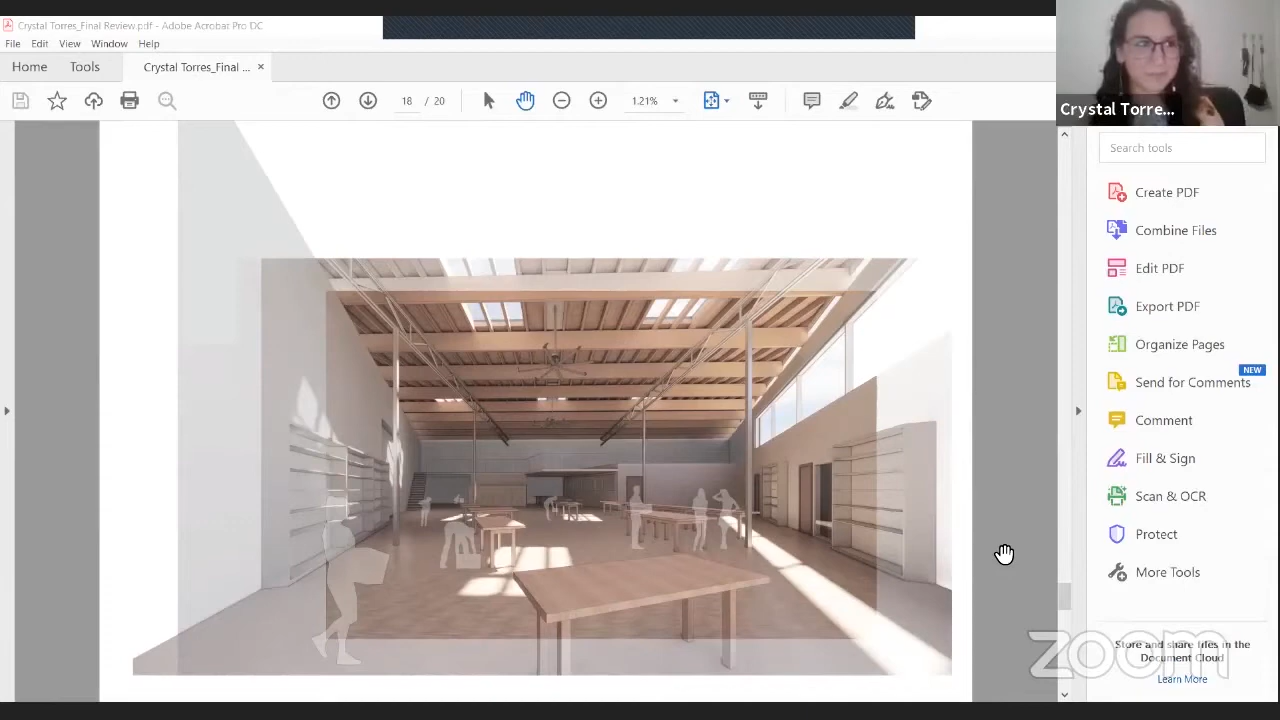 Crystal Torres_Final Review.pdf - Adobe Acrobat Pro DC
File Edit View Window Help
Home Tools Crystal Torres_Final ... ×
18 / 20 1.21%
Crystal Torre...
Search tools
Create PDF
Combine Files
Edit PDF
Export PDF
Organize Pages
NEW
Send for Comments
Comment
Fill & Sign
Scan & OCR
Protect
More Tools
Store and share files in the
Document Cloud
Learn More
zoom